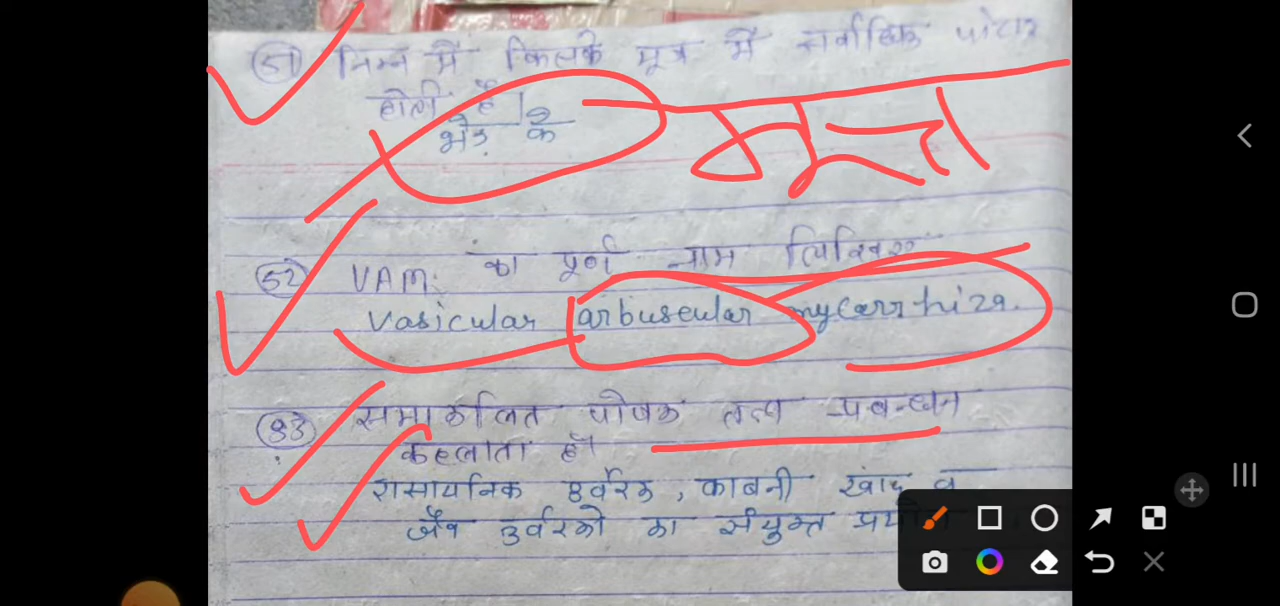 (51) निम्न में किसके मूत्र में सर्वाधिक पोटाश
होती है।
भेड़ के
मूत्र
(52) VAM. का पूर्ण नाम लिखिए
Vasicular arbuscular mycorrhiza.
(83) समाकलित पोषक तत्व प्रबन्धन
कहलाता है।
रासायनिक उर्वरक, कार्बनी खाद व
जैव उर्वरको का संयुक्त